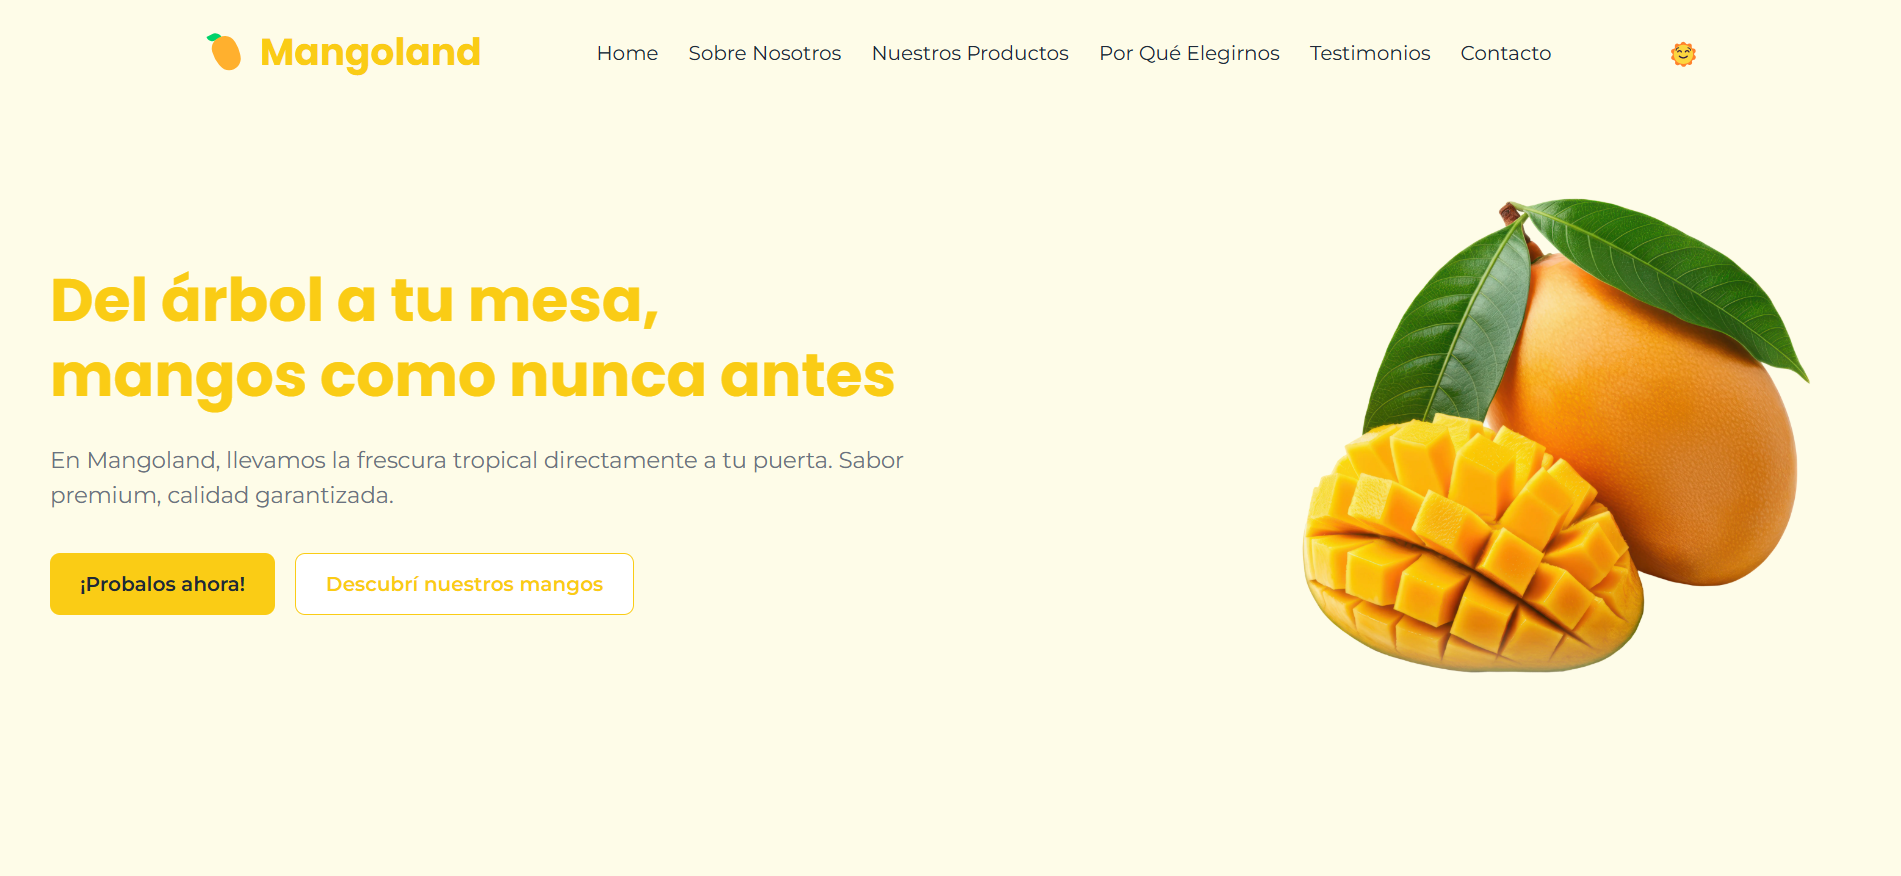 Mangoland
Home
Sobre Nosotros
Nuestros Productos
Por Qué Elegirnos
Testimonios
Contacto
Del árbol a tu mesa,
mangos como nunca antes
En Mangoland, llevamos la frescura tropical directamente a tu puerta. Sabor
premium, calidad garantizada.
¡Probalos ahora!
Descubrí nuestros mangos